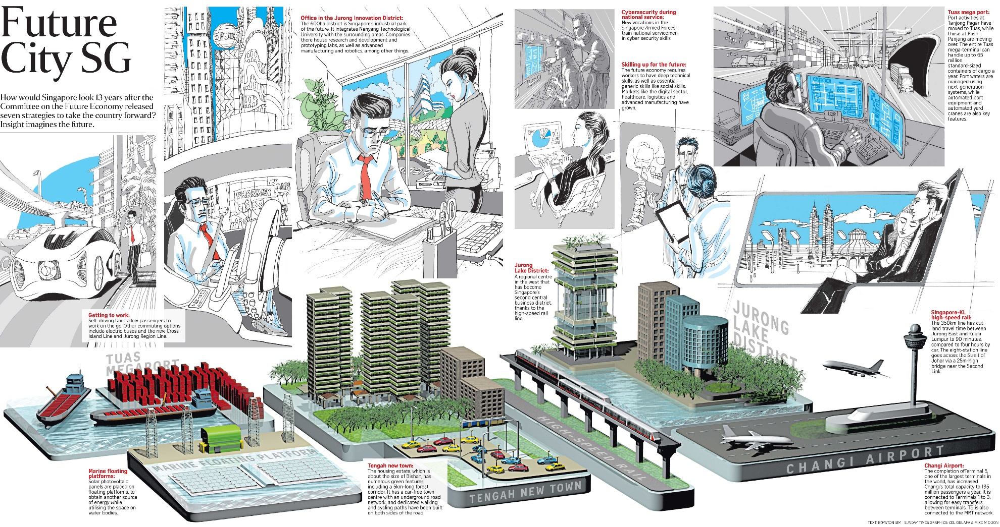 Future
City SG
How would Singapore look 13 years after the
Committee on the Future Economy released
seven strategies to take the country forward?
Insight imagines the future.
Office in the Jurong Innovation District:
The 600ha district is Singapore's industrial park
of the future. It integrates Nanyang Technological
University with the surrounding areas. Companies
there house research and development and
prototyping labs, as well as advanced
manufacturing and robotics, among other things.
Cybersecurity during
national service:
New vocations in the
Singapore Armed Forces
train national servicemen
in cyber security skills
Skilling up for the future:
The future economy requires
workers to have deep technical
skills, as well as essential
generic skills like social skills.
Markets like the digital sector,
healthcare, logistics and
advanced manufacturing have
grown.
Tuas mega port:
Port activities at
Tanjong Pagar have
moved to Tuas, while
those at Pasir
Panjang are moving
over. The entire Tuas
mega-terminal can
handle up to 65
million
standard-sized
containers of cargo a
year. Port waters are
managed using
next-generation
systems, while
automated port
equipment and
automated yard
cranes are also key
features.
PHARMACY
Getting to work:
Self-driving taxis allow passengers to
work on the go. Other commuting options
include electric buses and the new Cross
Island Line and Jurong Region Line.
Jurong
Lake District:
A regional centre
in the west that
has become
Singapore's
second central
business district,
thanks to the
high-speed rail
line
JURONG
LAKE
DISTRICT
Singapore-KL
high-speed rail:
The 350km line has cut
land travel time between
Jurong East and Kuala
Lumpur to 90 minutes,
compared to four hours by
car. The eight-station line
goes across the Strait of
Johor via a 25m-high
bridge near the Second
Link.
TUAS
MEGAPORT
MARINE FLOATING PLATFORM
Marine floating
platforms:
Solar photovoltaic
panels are placed on
floating platforms, to
obtain another source
of energy while
utilising the space on
water bodies.
Tengah new town:
The housing estate, which is
about the size of Bishan, has
numerous green features
including a 5km-long forest
corridor. It has a car-free town
centre with an underground road
network, and dedicated walking
and cycling paths have been built
on both sides of the road.
TENGAH NEW TOWN
HIGH-SPEED RAIL
CHANGI AIRPORT
Changi Airport:
The completion ofTerminal 5,
one of the largest terminals in
the world, has increased
Changi's total capacity to 135
million passengers a year. It is
connected to Terminals 1 to 3,
allowing for easy transfers
between terminals. T5 is also
connected to the MRT network.
TEXT: ROYSTON SIM SUNDAY TIMES GRAPHICS: CEL GULAPA & MIKE M DIZON